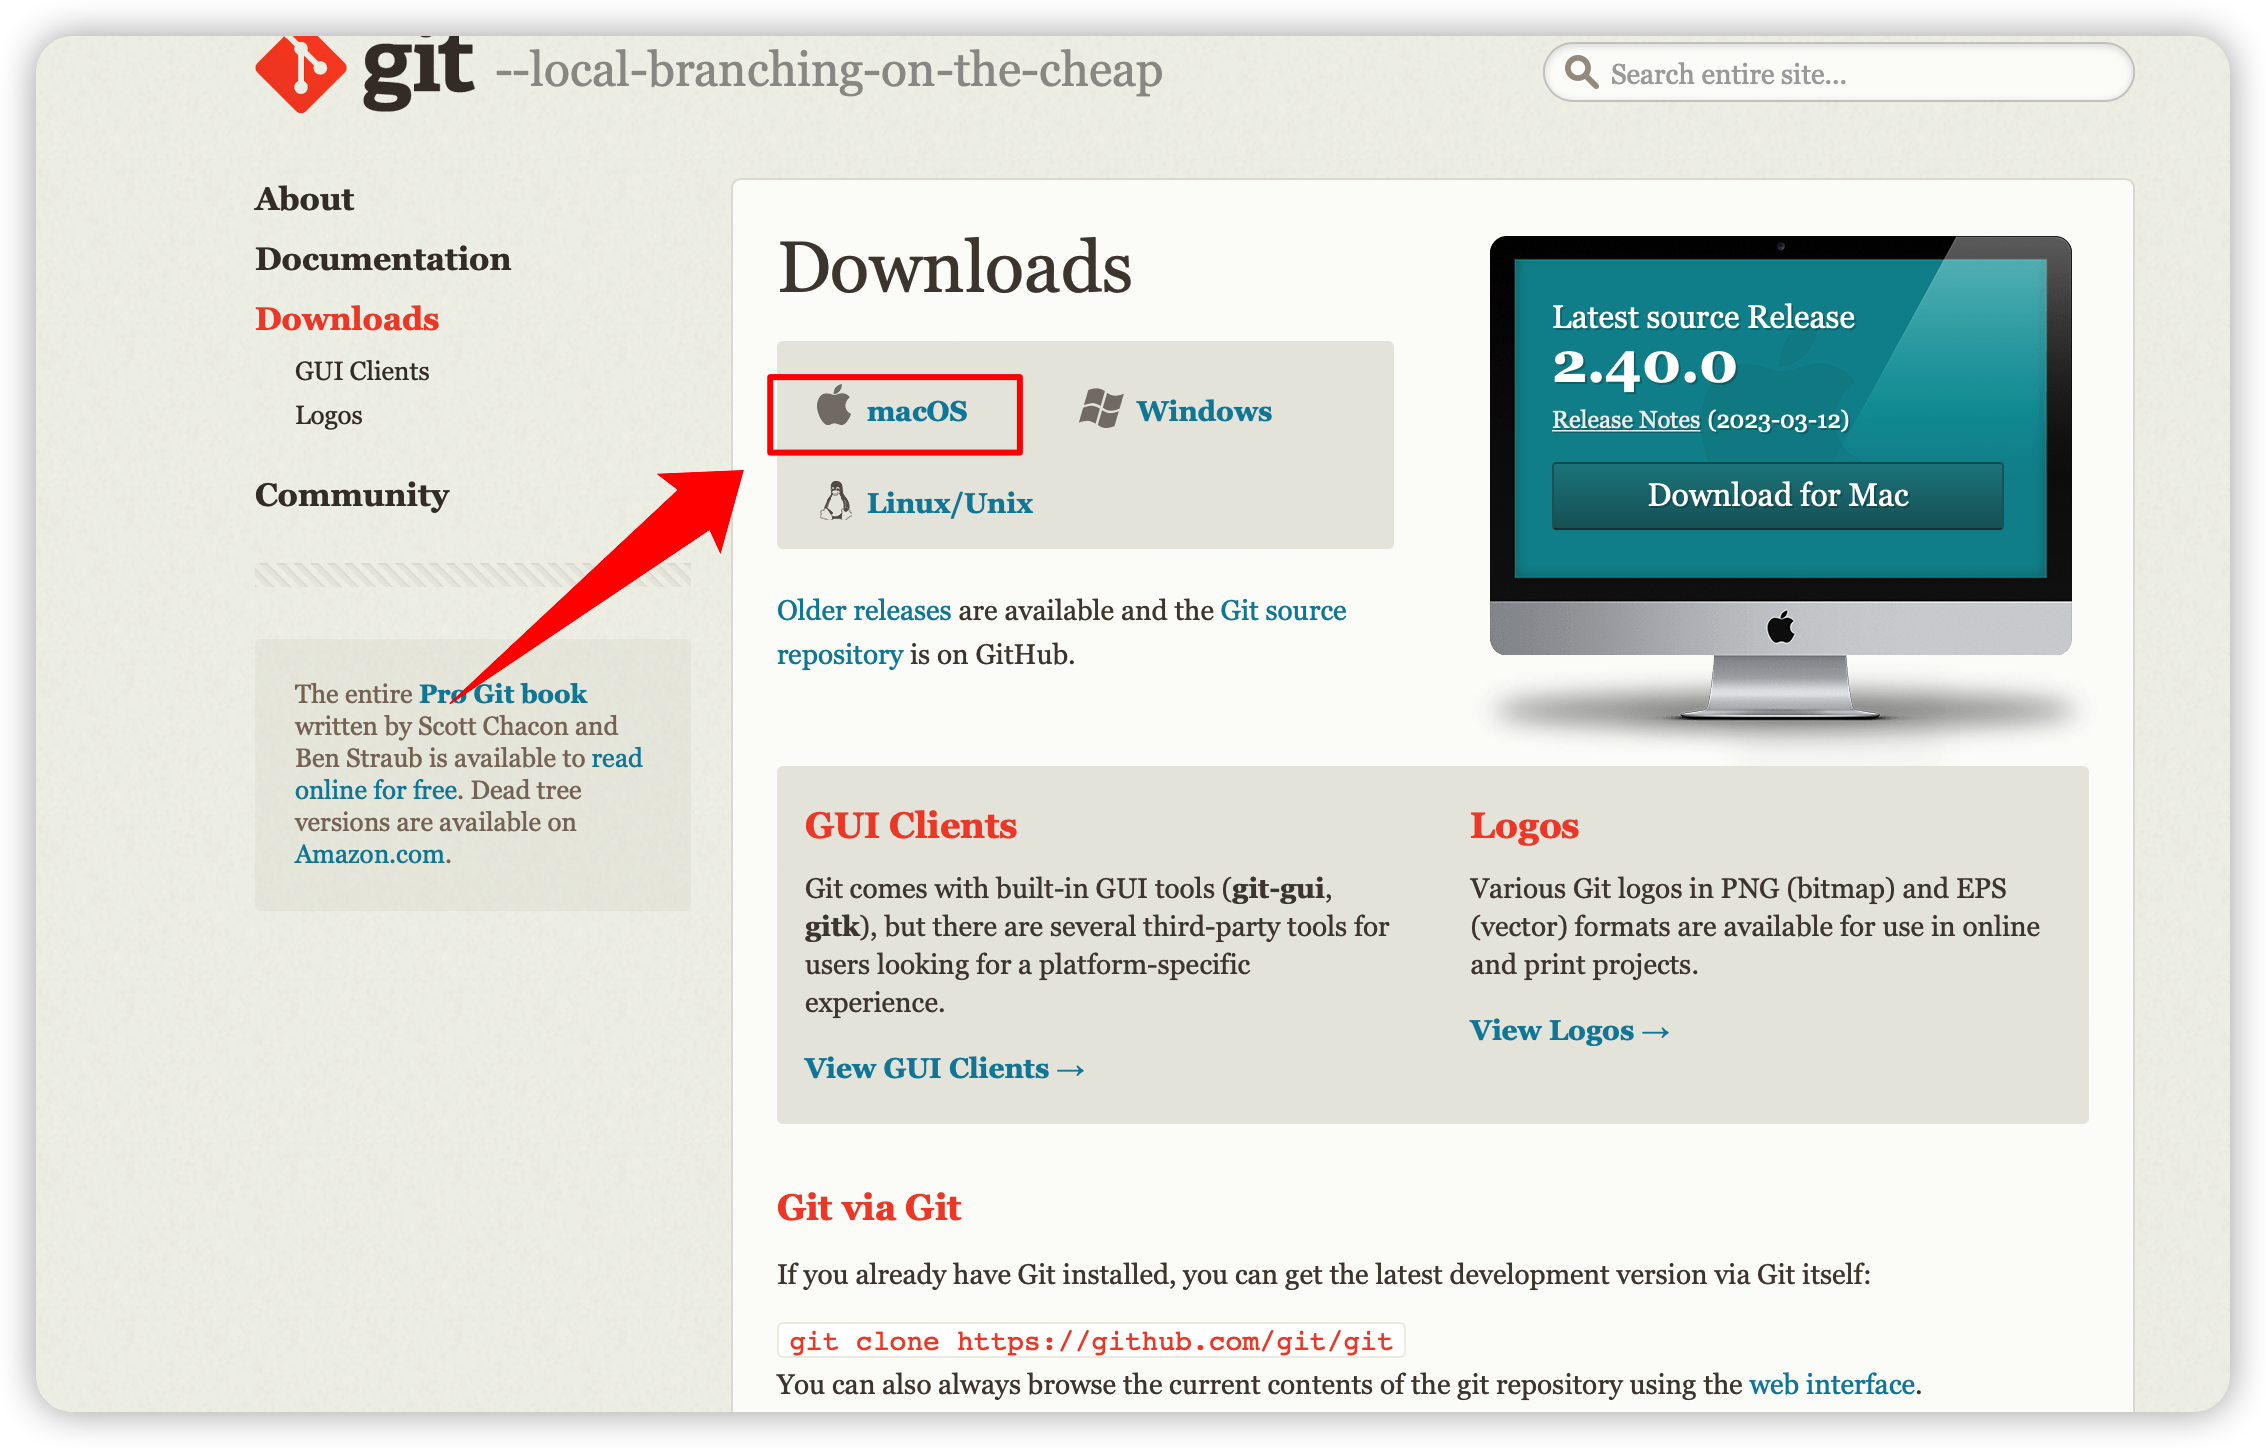 git --local-branching-on-the-cheap
Search entire site...
About
Documentation
Downloads
GUI Clients
Logos
Community
The entire Pro Git book
written by Scott Chacon and
Ben Straub is available to read
online for free. Dead tree
versions are available on
Amazon.com.
Downloads
macOS
Windows
Linux/Unix
Older releases are available and the Git source
repository is on GitHub.
Latest source Release
2.40.0
Release Notes (2023-03-12)
Download for Mac
GUI Clients
Git comes with built-in GUI tools (git-gui,
gitk), but there are several third-party tools for
users looking for a platform-specific
experience.
View GUI Clients →
Logos
Various Git logos in PNG (bitmap) and EPS
(vector) formats are available for use in online
and print projects.
View Logos →
Git via Git
If you already have Git installed, you can get the latest development version via Git itself:
git clone https://github.com/git/git
You can also always browse the current contents of the git repository using the web interface.